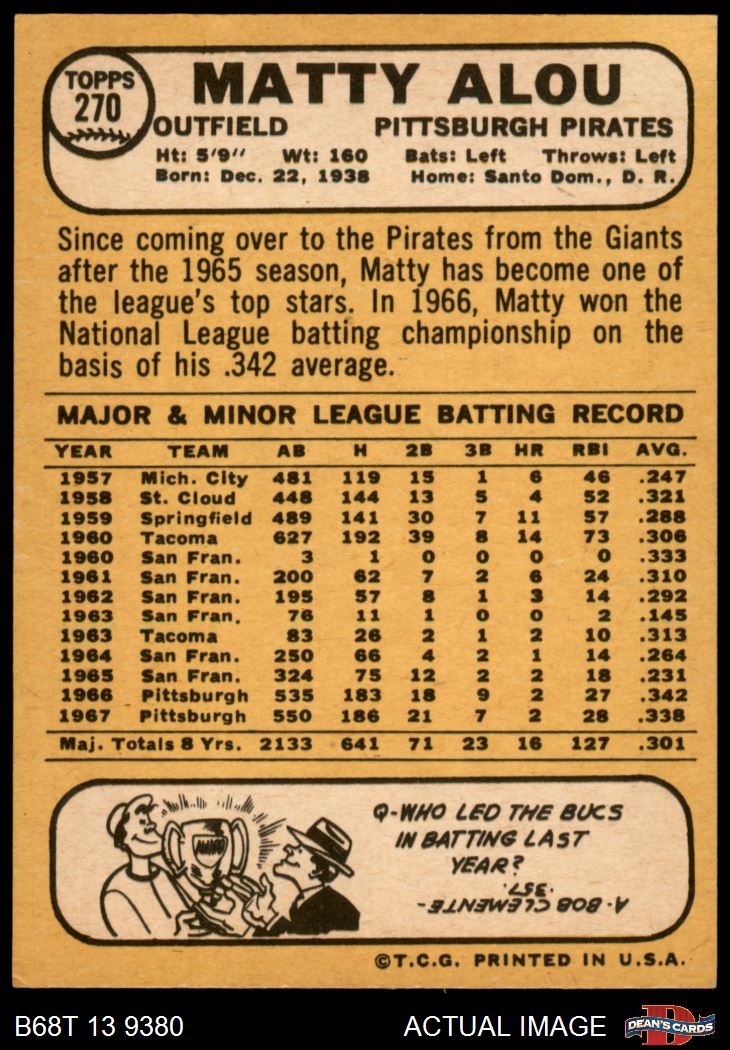 TOPPS
270
MATTY ALOU
OUTFIELD PITTSBURGH PIRATES
Ht: 5'9" Wt: 160 Bats: Left Throws: Left
Born: Dec. 22, 1938 Home: Santo Dom., D. R.
Since coming over to the Pirates from the Giants
after the 1965 season, Matty has become one of
the league's top stars. In 1966, Matty won the
National League batting championship on the
basis of his .342 average.
MAJOR & MINOR LEAGUE BATTING RECORD
YEAR TEAM AB H 2B 3B HR RBI AVG.
1957 Mich. City 481 119 15 1 6 46 .247
1958 St. Cloud 448 144 13 5 4 52 .321
1959 Springfield 489 141 30 7 11 57 .288
1960 Tacoma 627 192 39 8 14 73 .306
1960 San Fran. 3 1 0 0 0 0 .333
1961 San Fran. 200 62 7 2 6 24 .310
1962 San Fran. 195 57 8 1 3 14 .292
1963 San Fran. 76 11 1 0 0 2 .145
1963 Tacoma 83 26 2 1 2 10 .313
1964 San Fran. 250 66 4 2 1 14 .264
1965 San Fran. 324 75 12 2 2 18 .231
1966 Pittsburgh 535 183 18 9 2 27 .342
1967 Pittsburgh 550 186 21 7 2 28 .338
Maj. Totals 8 Yrs. 2133 641 71 23 16 127 .301
Q-WHO LED THE BUCS
IN BATTING LAST
YEAR?
A-BOB CLEMENTE-
.357.
©T.C.G. PRINTED IN U.S.A.
B68T 13 9380 ACTUAL IMAGE
D
DEAN'S CARDS